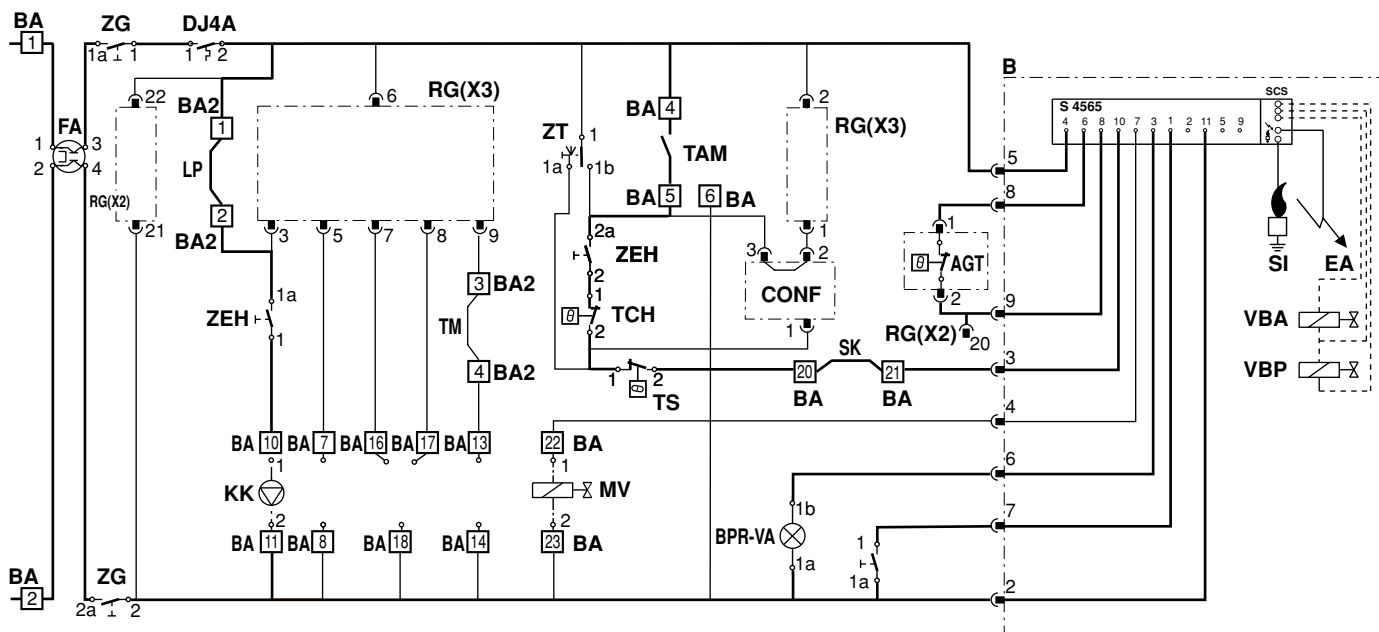 BA ZG DJ4A
1 1a 1 1 2
B
22 6 RG(X3) 2 SCS
S 4565
4 6 8 10 7 3 1 2 11 5 9
BA2 1 BA 4 RG(X3)
FA ZT 1
1 3
2 4
LP TAM 1a 1b 5
RG(X2)
2 BA 5 6 BA 8
21 3 5 7 8 9 1 1
BA2 2a 3 2
ZEH θ AGT
3 BA2 2 CONF 2 SI EA
1a 1
ZEH θ TCH 9
1 TM 2 1 RG(X2) 20 VBA
4 BA2 SK
1 2 20 21 3 VBP
TS BA BA
4
BA 10 BA 7 BA 16 17 BA BA 13 22 BA
1 1 6
KK MV 1b
2 2 BPR-VA 7
1
BA 11 BA 8 BA 18 BA 14 23 BA 1a 1a
BA ZG
2 2a 2 2